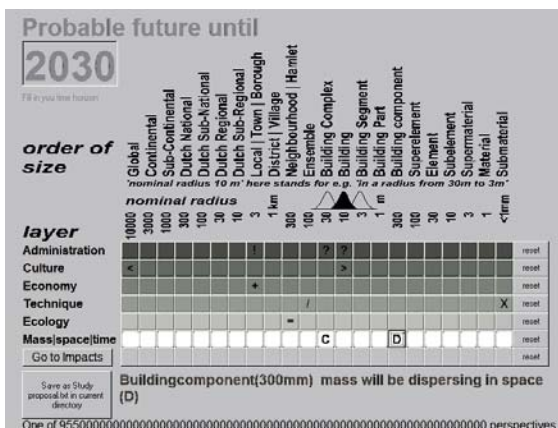 Probable future until
2030
Fill in you time horizon
order of
size
Global
Continental
Sub-Continental
Dutch National
Dutch Sub-National
Dutch Regional
Dutch Sub-Regional
Local | Town | Borough
District | Village
Neighbourhood | Hamlet
Ensemble
Building Complex
Building
Building Segment
Building Part
Building component
Superelement
Element
Subelement
Supermaterial
Material
Submaterial
'nominal radius 10 m' here stands for e.g. 'in a radius from 30m to 3m'
nominal radius
10000 3000 1000 300 100 30 10 3 1 km 300 100 30 10 3 1 m 300 100 30 10 3 1 <1mm
layer
Administration ! ? ? reset
Culture < > reset
Economy + reset
Technique / X reset
Ecology = reset
Mass|space|time C D reset
Go to Impacts reset
Save as Study
proposal.txt in current
directory
Buildingcomponent(300mm) mass will be dispersing in space
(D)
perspectives